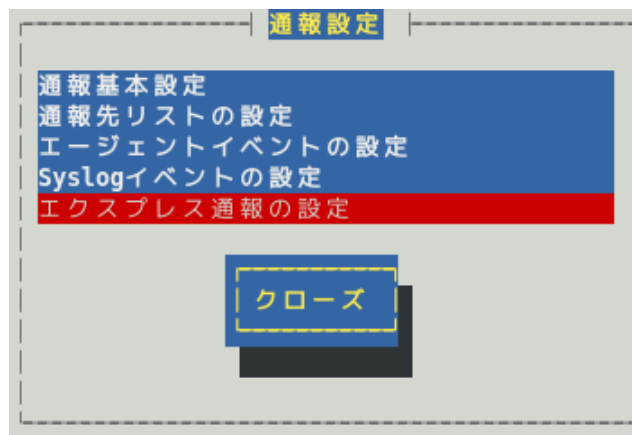 通報設定
通報基本設定
通報先リストの設定
エージェントイベントの設定
Syslogイベントの設定
エクスプレス通報の設定
クローズ